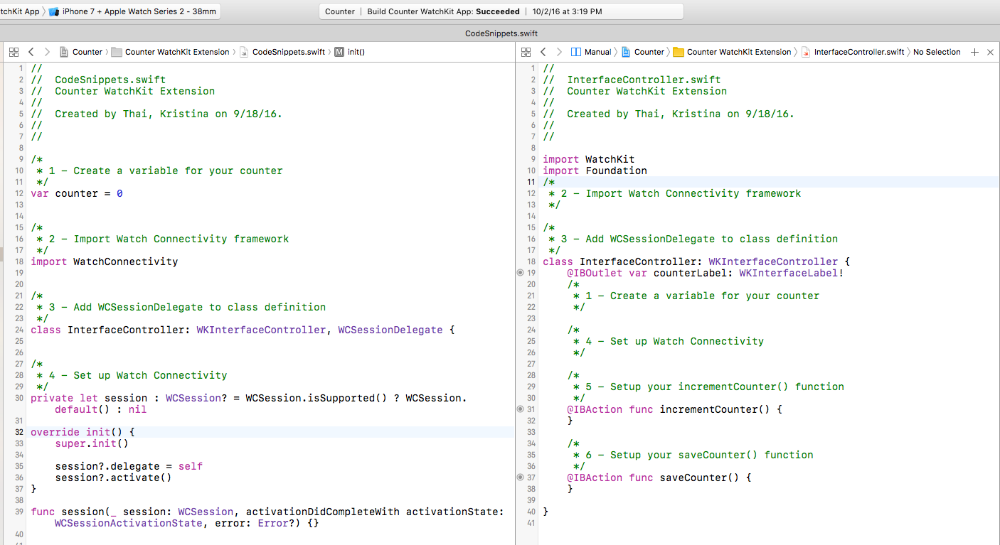 tchKit App 〉 iPhone 7 + Apple Watch Series 2 - 38mm
Counter | Build Counter WatchKit App: Succeeded | 10/2/16 at 3:19 PM
CodeSnippets.swift
Counter 〉 Counter WatchKit Extension 〉 CodeSnippets.swift 〉 M init()
1 //
2 //  CodeSnippets.swift
3 //  Counter WatchKit Extension
4 //
5 //  Created by Thai, Kristina on 9/18/16.
6 //
7 //
8
9 /*
10  * 1 – Create a variable for your counter
11  */
12 var counter = 0
13
14
15 /*
16  * 2 – Import Watch Connectivity framework
17  */
18 import WatchConnectivity
19
20
21 /*
22  * 3 – Add WCSessionDelegate to class definition
23  */
24 class InterfaceController: WKInterfaceController, WCSessionDelegate {
25
26
27 /*
28  * 4 – Set up Watch Connectivity
29  */
30 private let session : WCSession? = WCSession.isSupported() ? WCSession.
    default() : nil
31
32 override init() {
33     super.init()
34
35     session?.delegate = self
36     session?.activate()
37 }
38
39 func session(_ session: WCSession, activationDidCompleteWith activationState:
    WCSessionActivationState, error: Error?) {}
40
Manual 〉 Counter 〉 Counter WatchKit Extension 〉 InterfaceController.swift 〉 No Selection
1 //
2 //  InterfaceController.swift
3 //  Counter WatchKit Extension
4 //
5 //  Created by Thai, Kristina on 9/18/16.
6 //
7 //
8
9 import WatchKit
10 import Foundation
11 /*
12  * 2 – Import Watch Connectivity framework
13  */
14
15 /*
16  * 3 – Add WCSessionDelegate to class definition
17  */
18 class InterfaceController: WKInterfaceController {
19     @IBOutlet var counterLabel: WKInterfaceLabel!
20     /*
21      * 1 – Create a variable for your counter
22      */
23
24     /*
25      * 4 – Set up Watch Connectivity
26      */
27
28     /*
29      * 5 – Setup your incrementCounter() function
30      */
31     @IBAction func incrementCounter() {
32     }
33
34     /*
35      * 6 – Setup your saveCounter() function
36      */
37     @IBAction func saveCounter() {
38     }
39
40 }
41